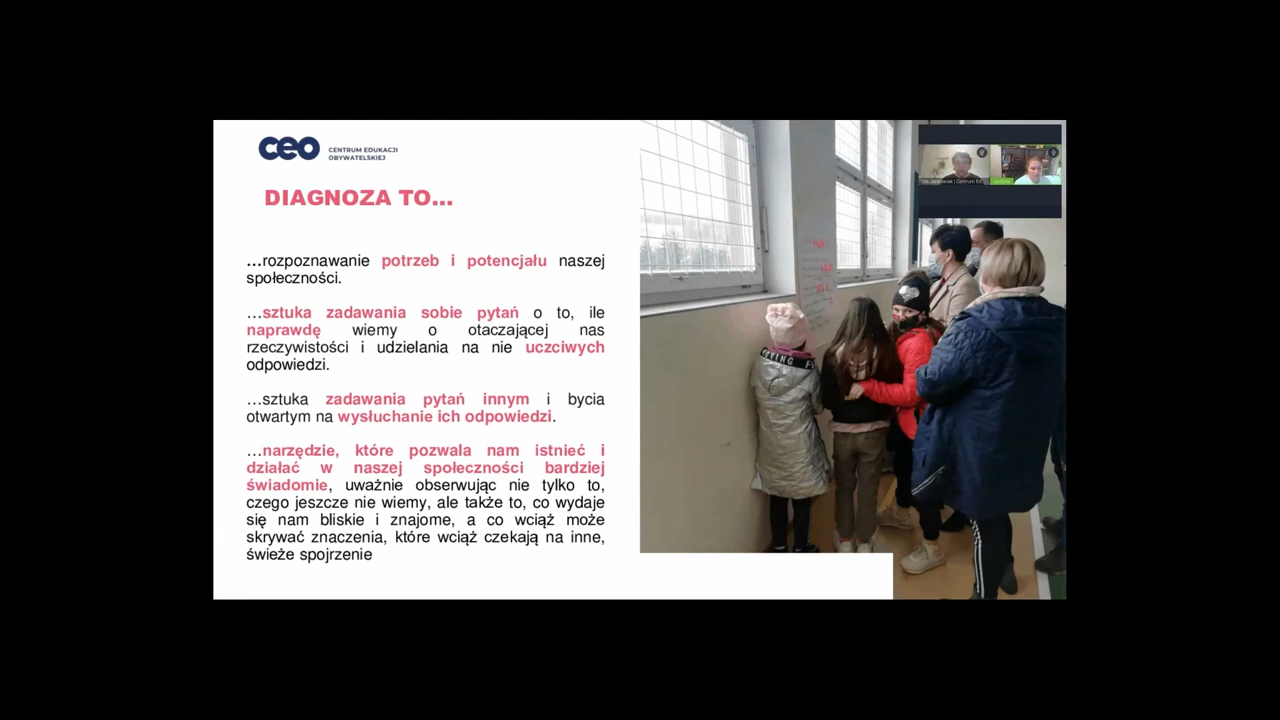 ceo CENTRUM EDUKACJI
OBYWATELSKIEJ
DIAGNOZA TO...
...rozpoznawanie potrzeb i potencjału naszej
społeczności.
...sztuka zadawania sobie pytań o to, ile
naprawdę wiemy o otaczającej nas
rzeczywistości i udzielania na nie uczciwych
odpowiedzi.
...sztuka zadawania pytań innym i bycia
otwartym na wysłuchanie ich odpowiedzi.
...narzędzie, które pozwala nam istnieć i
działać w naszej społeczności bardziej
świadomie, uważnie obserwując nie tylko to,
czego jeszcze nie wiemy, ale także to, co wydaje
się nam bliskie i znajome, a co wciąż może
skrywać znaczenia, które wciąż czekają na inne,
świeże spojrzenie